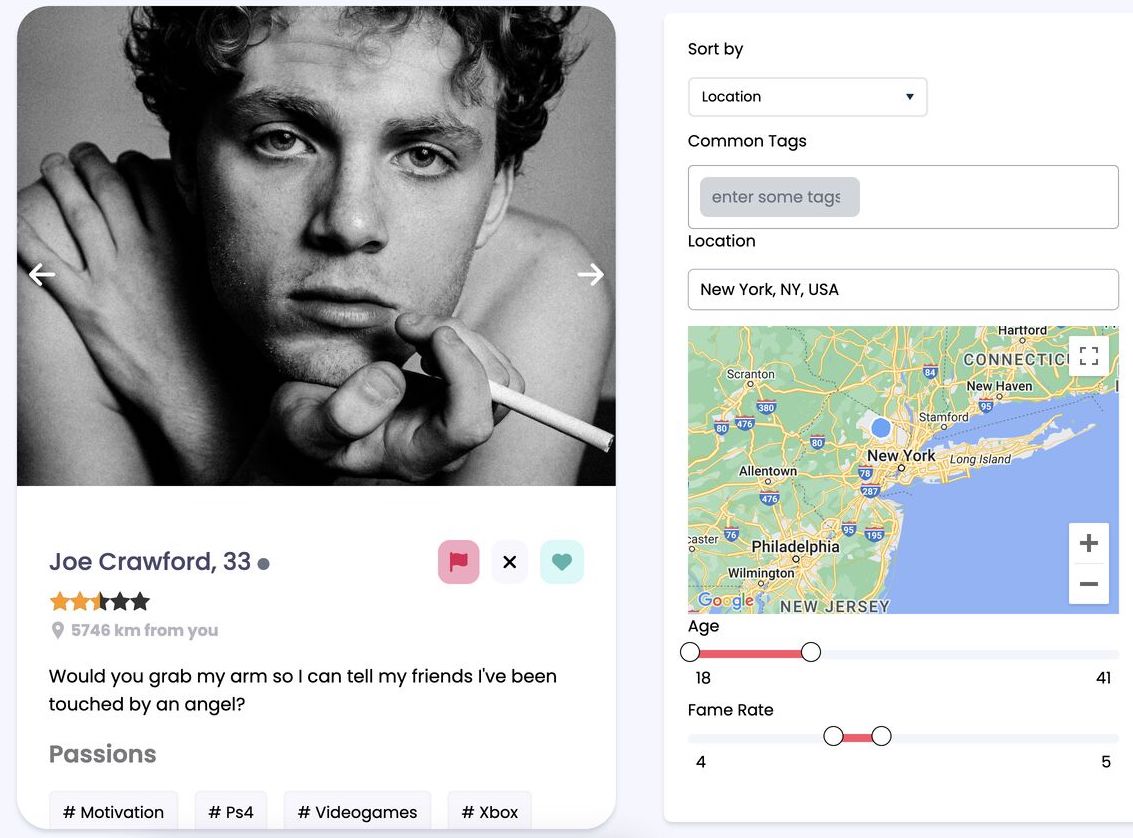 Joe Crawford, 33
5746 km from you
Would you grab my arm so I can tell my friends I've been
touched by an angel?
Passions
# Motivation # Ps4 # Videogames # Xbox
Sort by
Location
Common Tags
enter some tags
Location
New York, NY, USA
Hartford
CONNECTIC
Scranton
84
New Haven
380
95
80 476
Stamford
80
New York
Long Island
Allentown
78
476
287
76
95 195
caster
Philadelphia
Wilmington
Google
NEW JERSEY
Age
18 41
Fame Rate
4 5